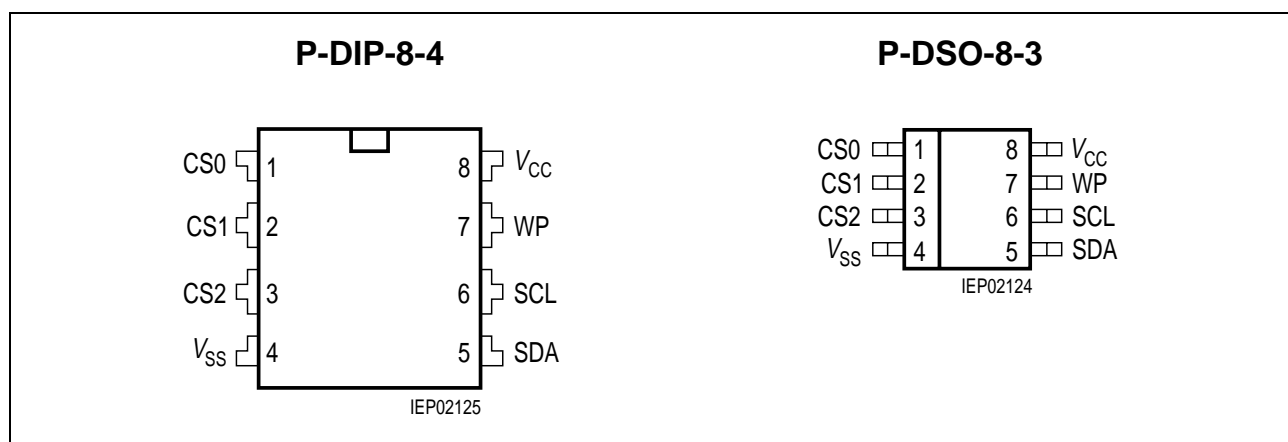 P-DIP-8-4
CS0 1 8 VCC
CS1 2 7 WP
CS2 3 6 SCL
VSS 4 5 SDA
IEP02125
P-DSO-8-3
CS0 1 8 VCC
CS1 2 7 WP
CS2 3 6 SCL
VSS 4 5 SDA
IEP02124